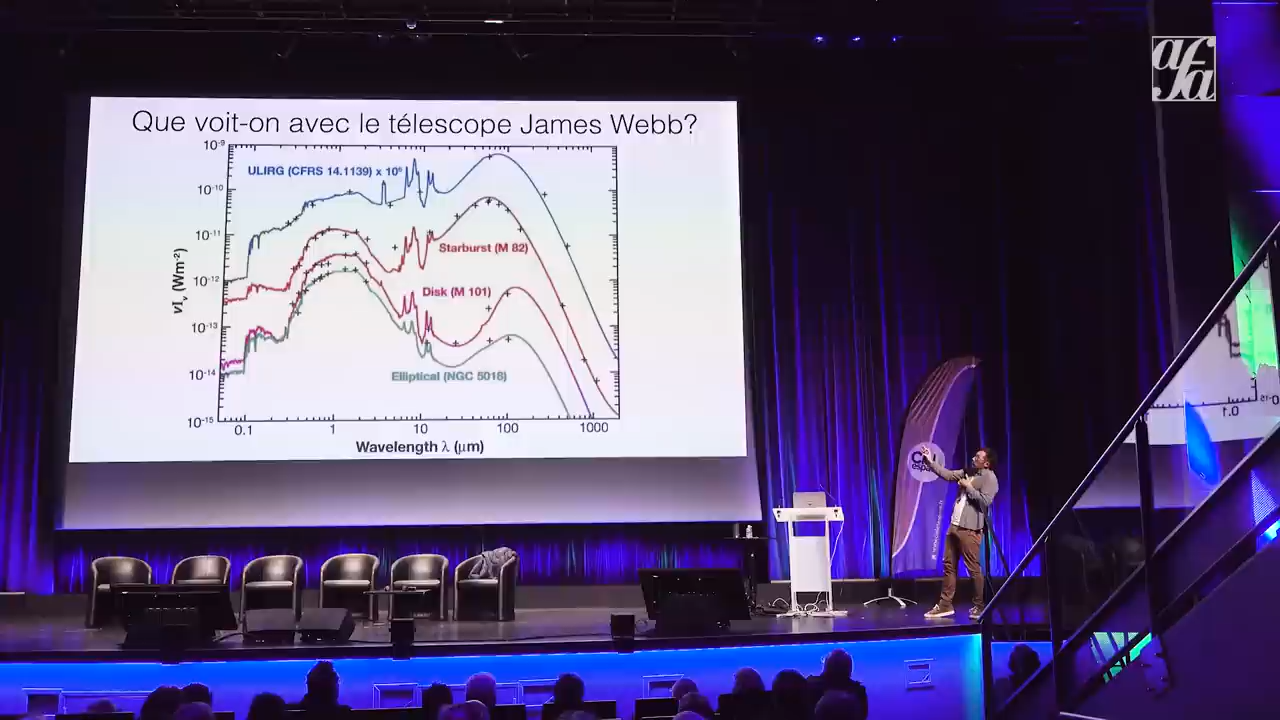 afa
Que voit-on avec le télescope James Webb?
10-9
ULIRG (CFRS 14.1139) x 10⁶
10-10
10-11
Starburst (M 82)
νIν (Wm-2)
10-12
Disk (M 101)
10-13
Elliptical (NGC 5018)
10-14
10-15
0.1 1 10 100 1000
Wavelength λ (μm)